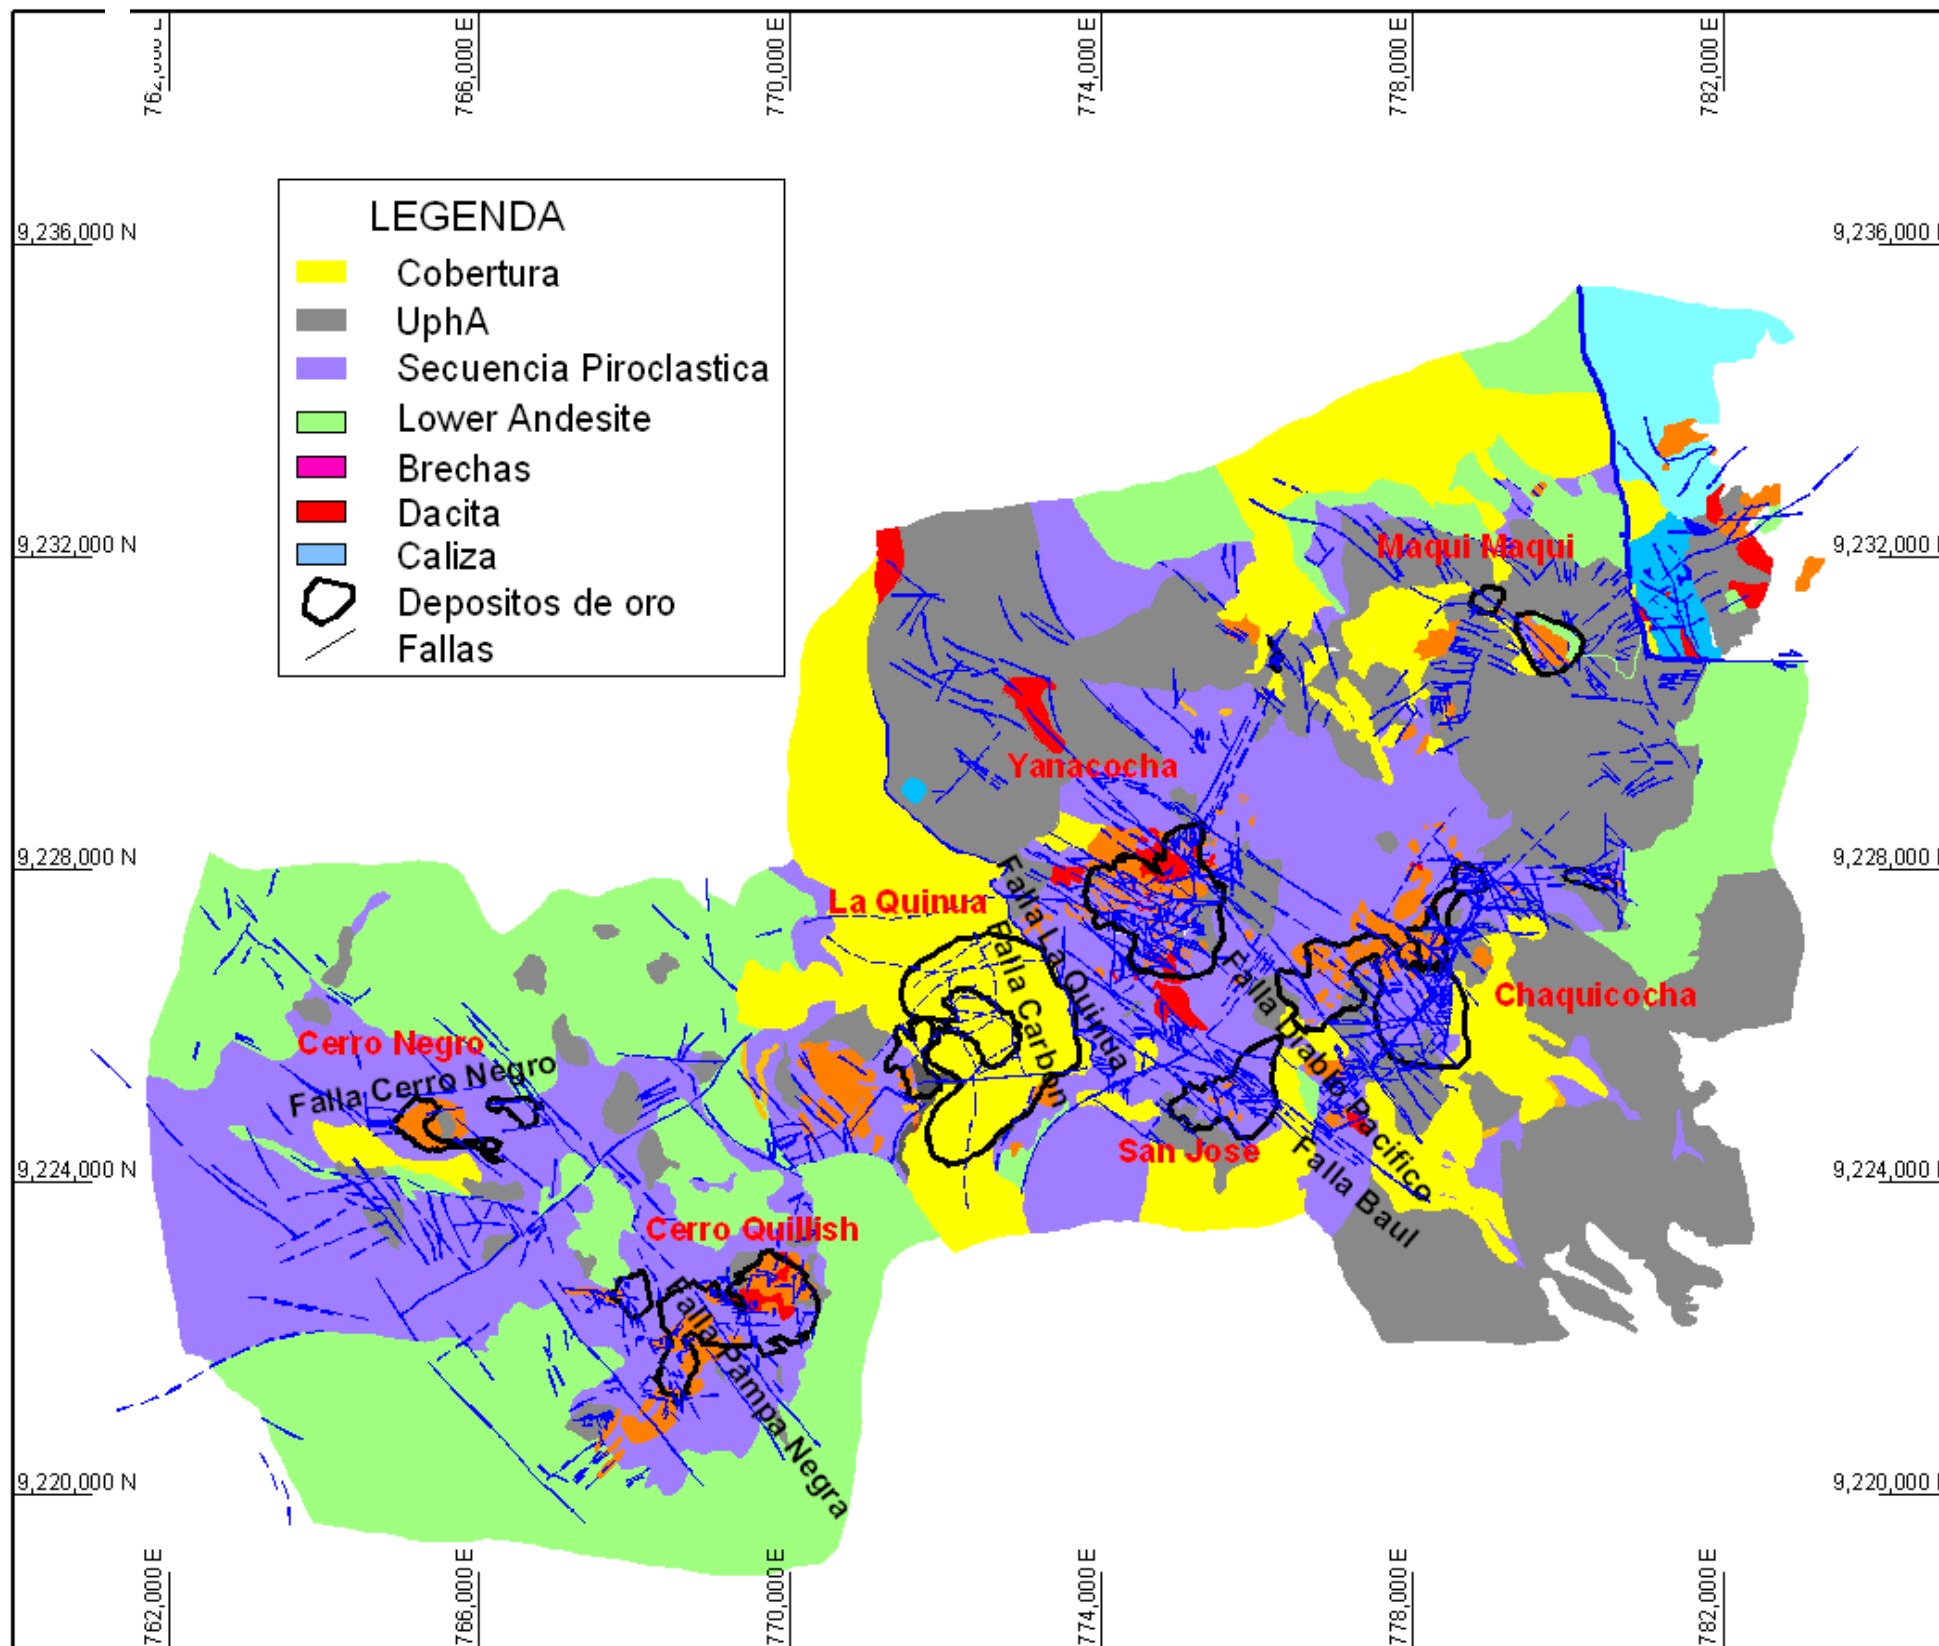 766,000 E
770,000 E
774,000 E
778,000 E
782,000 E
LEGENDA
Cobertura
UphA
Secuencia Piroclastica
Lower Andesite
Brechas
Dacita
Caliza
Depositos de oro
Fallas
9,236,000 N
9,236,000
9,232,000 N
9,232,000
Maqui Maqui
Yanacocha
9,228,000 N
9,228,000
La Quinua
Falla La Quinua
Falla Carbon
Falla Diablo Pacifico
Chaquicocha
Cerro Negro
Falla Cerro Negro
San Jose
Falla Baul
9,224,000 N
9,224,000
Cerro Quillish
Falla Pampa Negra
9,220,000 N
9,220,000
762,000 E
766,000 E
770,000 E
774,000 E
778,000 E
782,000 E